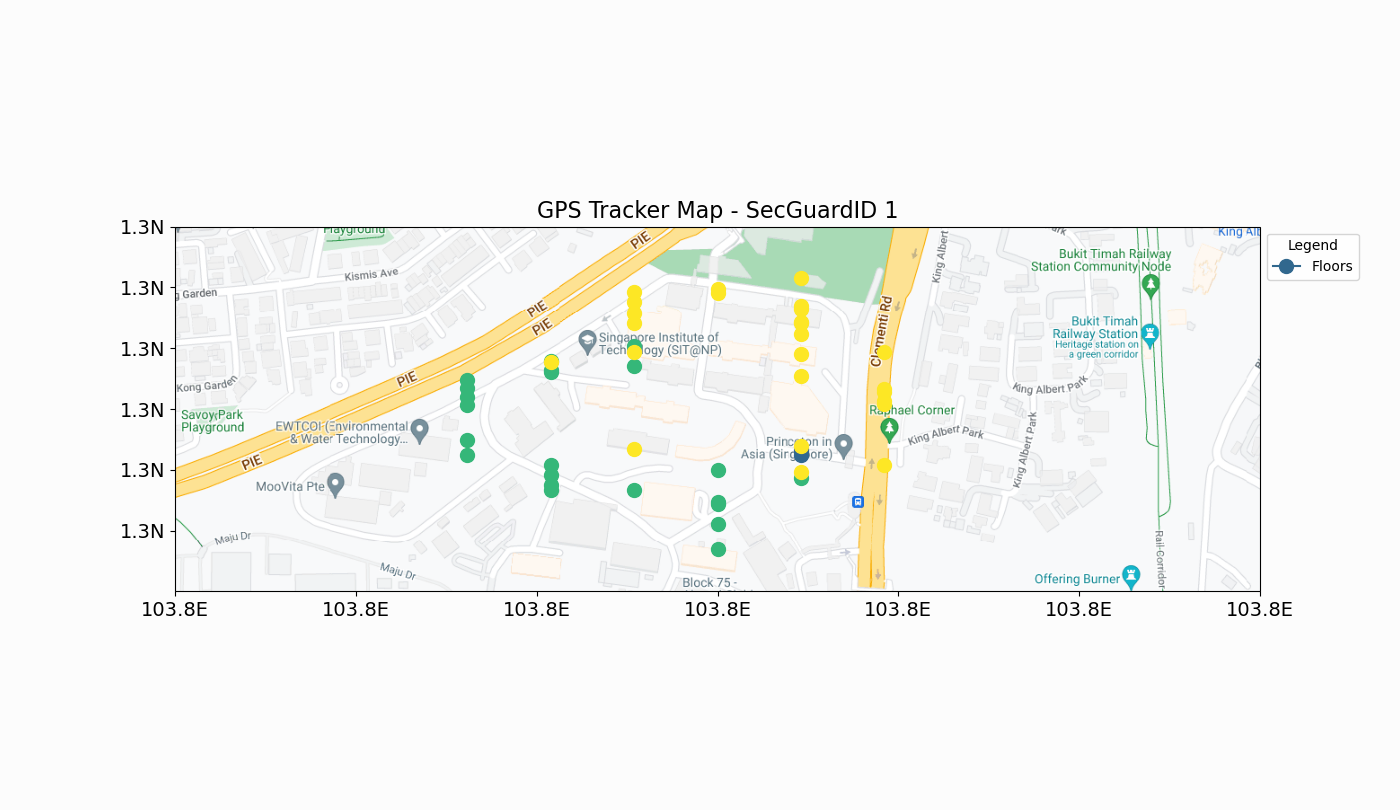 GPS Tracker Map - SecGuardID 1
1.3N
1.3N
1.3N
1.3N
1.3N
1.3N
103.8E
103.8E
103.8E
103.8E
103.8E
103.8E
103.8E
Legend
Floors
Playground
PIE
PIE
PIE
PIE
PIE
Kismis Ave
Garden
Kong Garden
Savoy Park
Playground
EWTCOI (Environmental
& Water Technology...
MooVita Pte
Maju Dr
Maju Dr
Singapore Institute of
Technology (SIT@NP)
Block 75 -
Princeton in
Asia (Singapore)
Clementi Rd
Raphael Corner
King Albert
King Albert Park
King Albert Park
King Albert Park
Bukit Timah Railway
Station Community Node
Bukit Timah
Railway Station
Heritage station on
a green corridor
Offering Burner
Rail Corridor